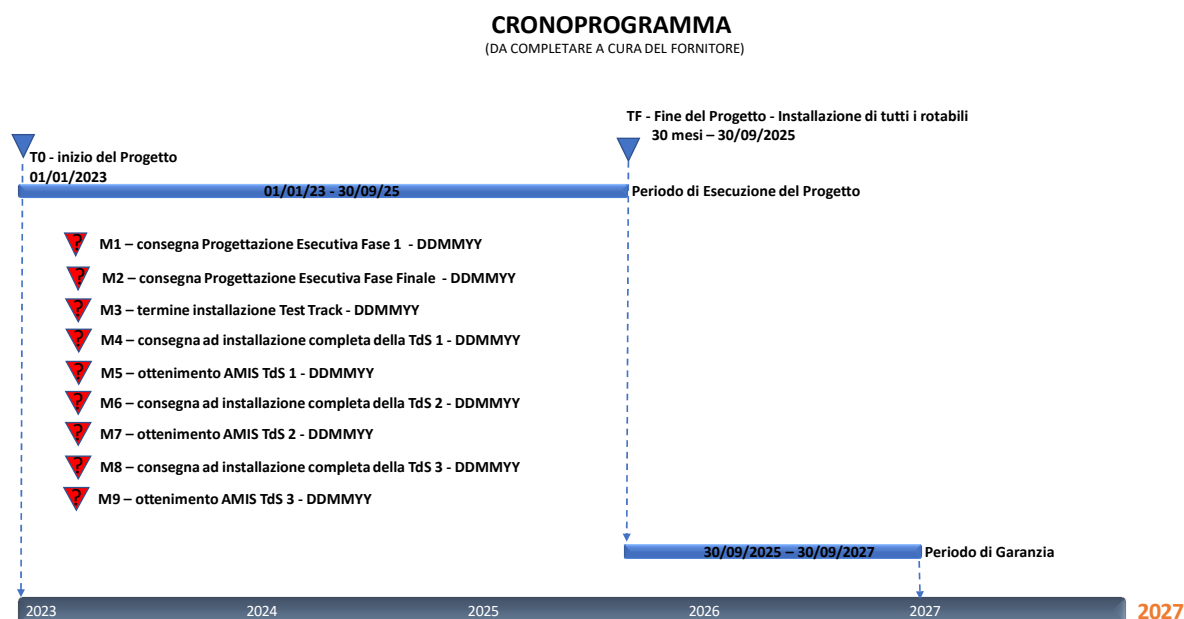 CRONOPROGRAMMA
(DA COMPLETARE A CURA DEL FORNITORE)
TF - Fine del Progetto - Installazione di tutti i rotabili
30 mesi – 30/09/2025
T0 - inizio del Progetto
01/01/2023
01/01/23 - 30/09/25
Periodo di Esecuzione del Progetto
? M1 – consegna Progettazione Esecutiva Fase 1 - DDMMYY
? M2 – consegna Progettazione Esecutiva Fase Finale - DDMMYY
? M3 – termine installazione Test Track - DDMMYY
? M4 – consegna ad installazione completa della TdS 1 - DDMMYY
? M5 – ottenimento AMIS TdS 1 - DDMMYY
? M6 – consegna ad installazione completa della TdS 2 - DDMMYY
? M7 – ottenimento AMIS TdS 2 - DDMMYY
? M8 – consegna ad installazione completa della TdS 3 - DDMMYY
? M9 – ottenimento AMIS TdS 3 - DDMMYY
30/09/2025 – 30/09/2027
Periodo di Garanzia
2023 2024 2025 2026 2027 2027